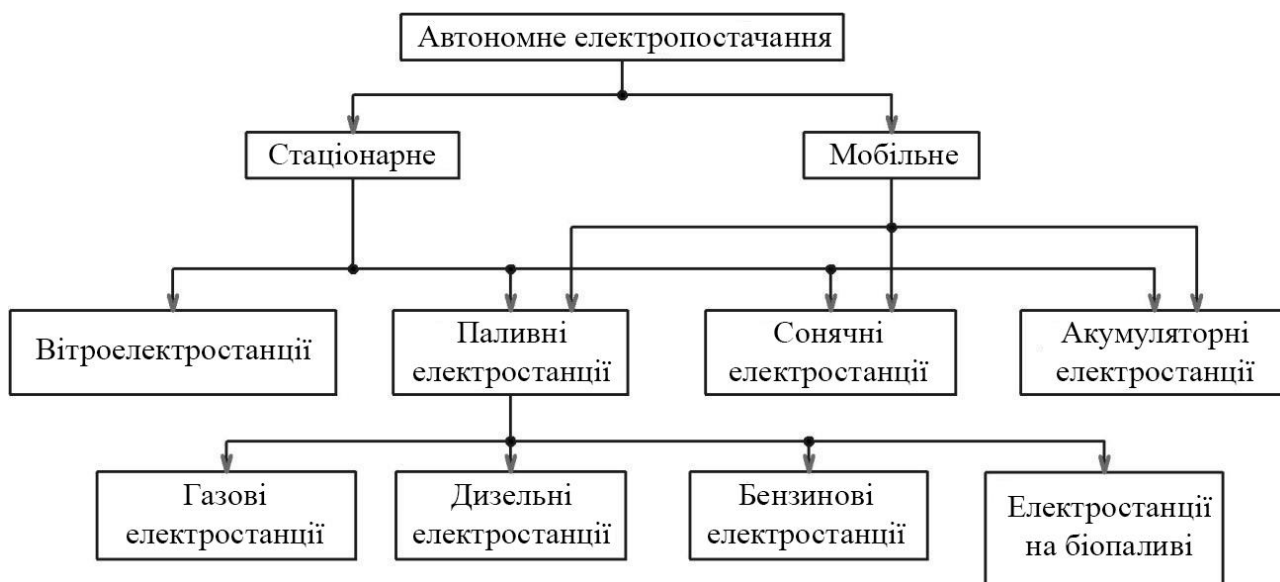 Автономне електропостачання
Стаціонарне
Мобільне
Вітроелектростанції
Паливні
електростанції
Сонячні
електростанції
Акумуляторні
електростанції
Газові
електростанції
Дизельні
електростанції
Бензинові
електростанції
Електростанції
на біопаливі